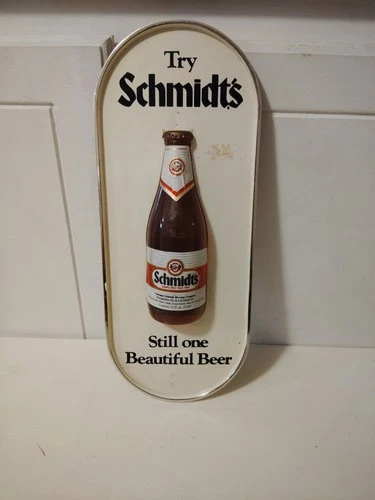 Try
Schmidt's
Schmidt's
Still one
Beautiful Beer